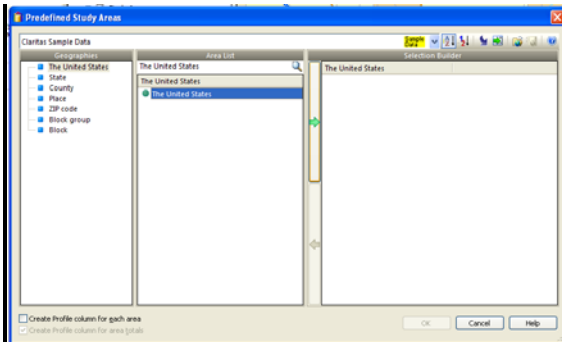 Predefined Study Areas
Claritas Sample Data
Sample Data
Geographies
The United States
State
County
Place
ZIP code
Block group
Block
Area List
The United States
The United States
The United States
Selection Builder
The United States
Create Profile column for each area
Create Profile column for area totals
OK
Cancel
Help